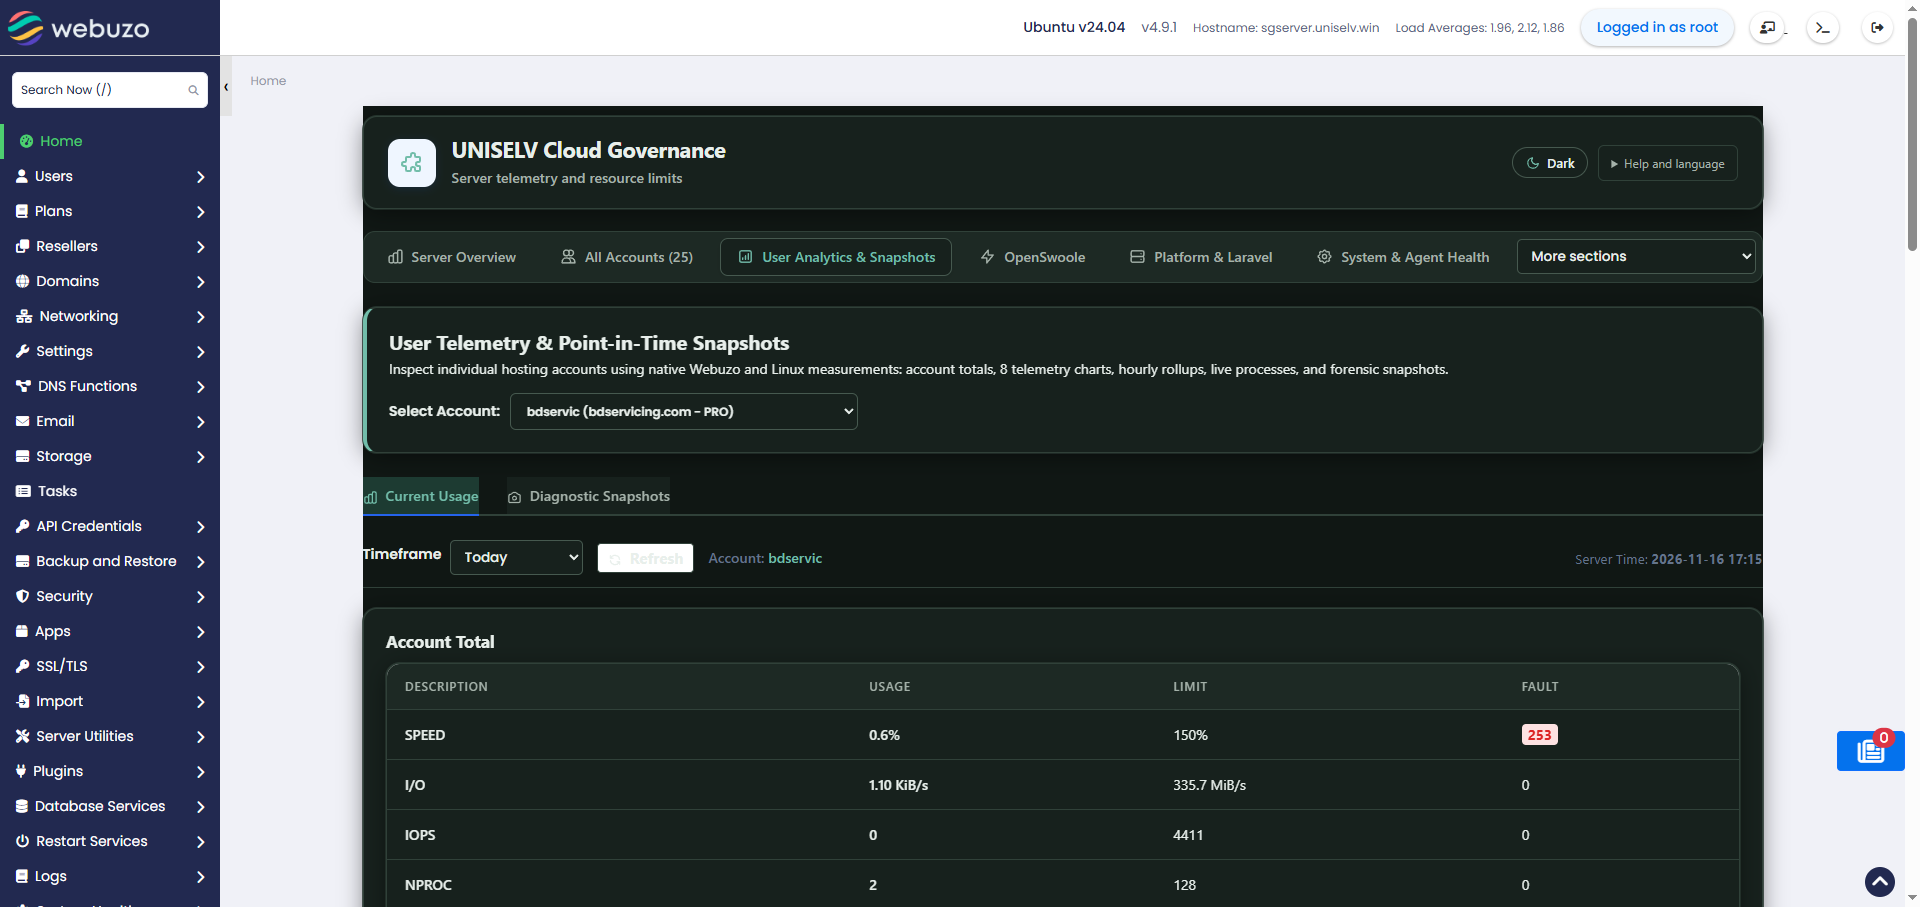 webuzo
Ubuntu v24.04 v4.9.1 Hostname: sgserver.uniselv.win Load Averages: 1.96, 2.12, 1.86 Logged in as root
Search Now (/)
Home
Home
Users
Plans
Resellers
Domains
Networking
Settings
DNS Functions
Email
Storage
Tasks
API Credentials
Backup and Restore
Security
Apps
SSL/TLS
Import
Server Utilities
Plugins
Database Services
Restart Services
Logs
UNISELV Cloud Governance
Server telemetry and resource limits
Dark
Help and language
Server Overview
All Accounts (25)
User Analytics & Snapshots
OpenSwoole
Platform & Laravel
System & Agent Health
More sections
User Telemetry & Point-in-Time Snapshots
Inspect individual hosting accounts using native Webuzo and Linux measurements: account totals, 8 telemetry charts, hourly rollups, live processes, and forensic snapshots.
Select Account: bdservic (bdservicing.com - PRO)
Current Usage
Diagnostic Snapshots
Timeframe Today Refresh Account: bdservic Server Time: 2026-11-16 17:15
Account Total
DESCRIPTION USAGE LIMIT FAULT
SPEED 0.6% 150% 253
I/O 1.10 KiB/s 335.7 MiB/s 0
IOPS 0 4411 0
NPROC 2 128 0
0